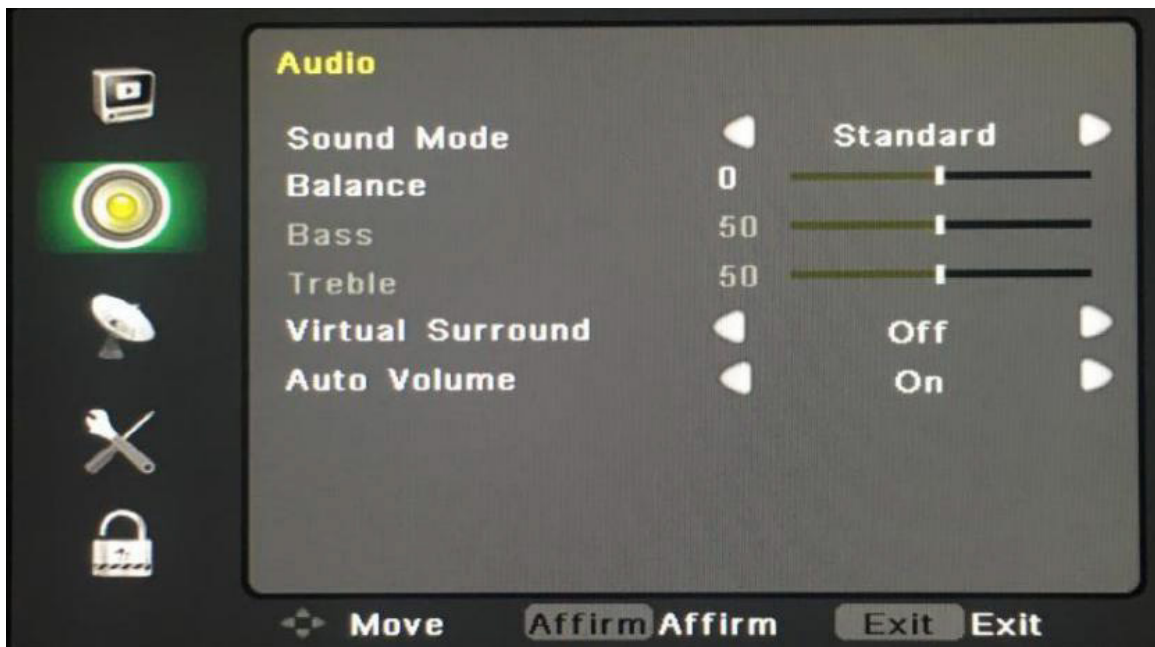 Audio
Sound Mode Standard
Balance 0
Bass 50
Treble 50
Virtual Surround Off
Auto Volume On
Move Affirm Affirm Exit Exit